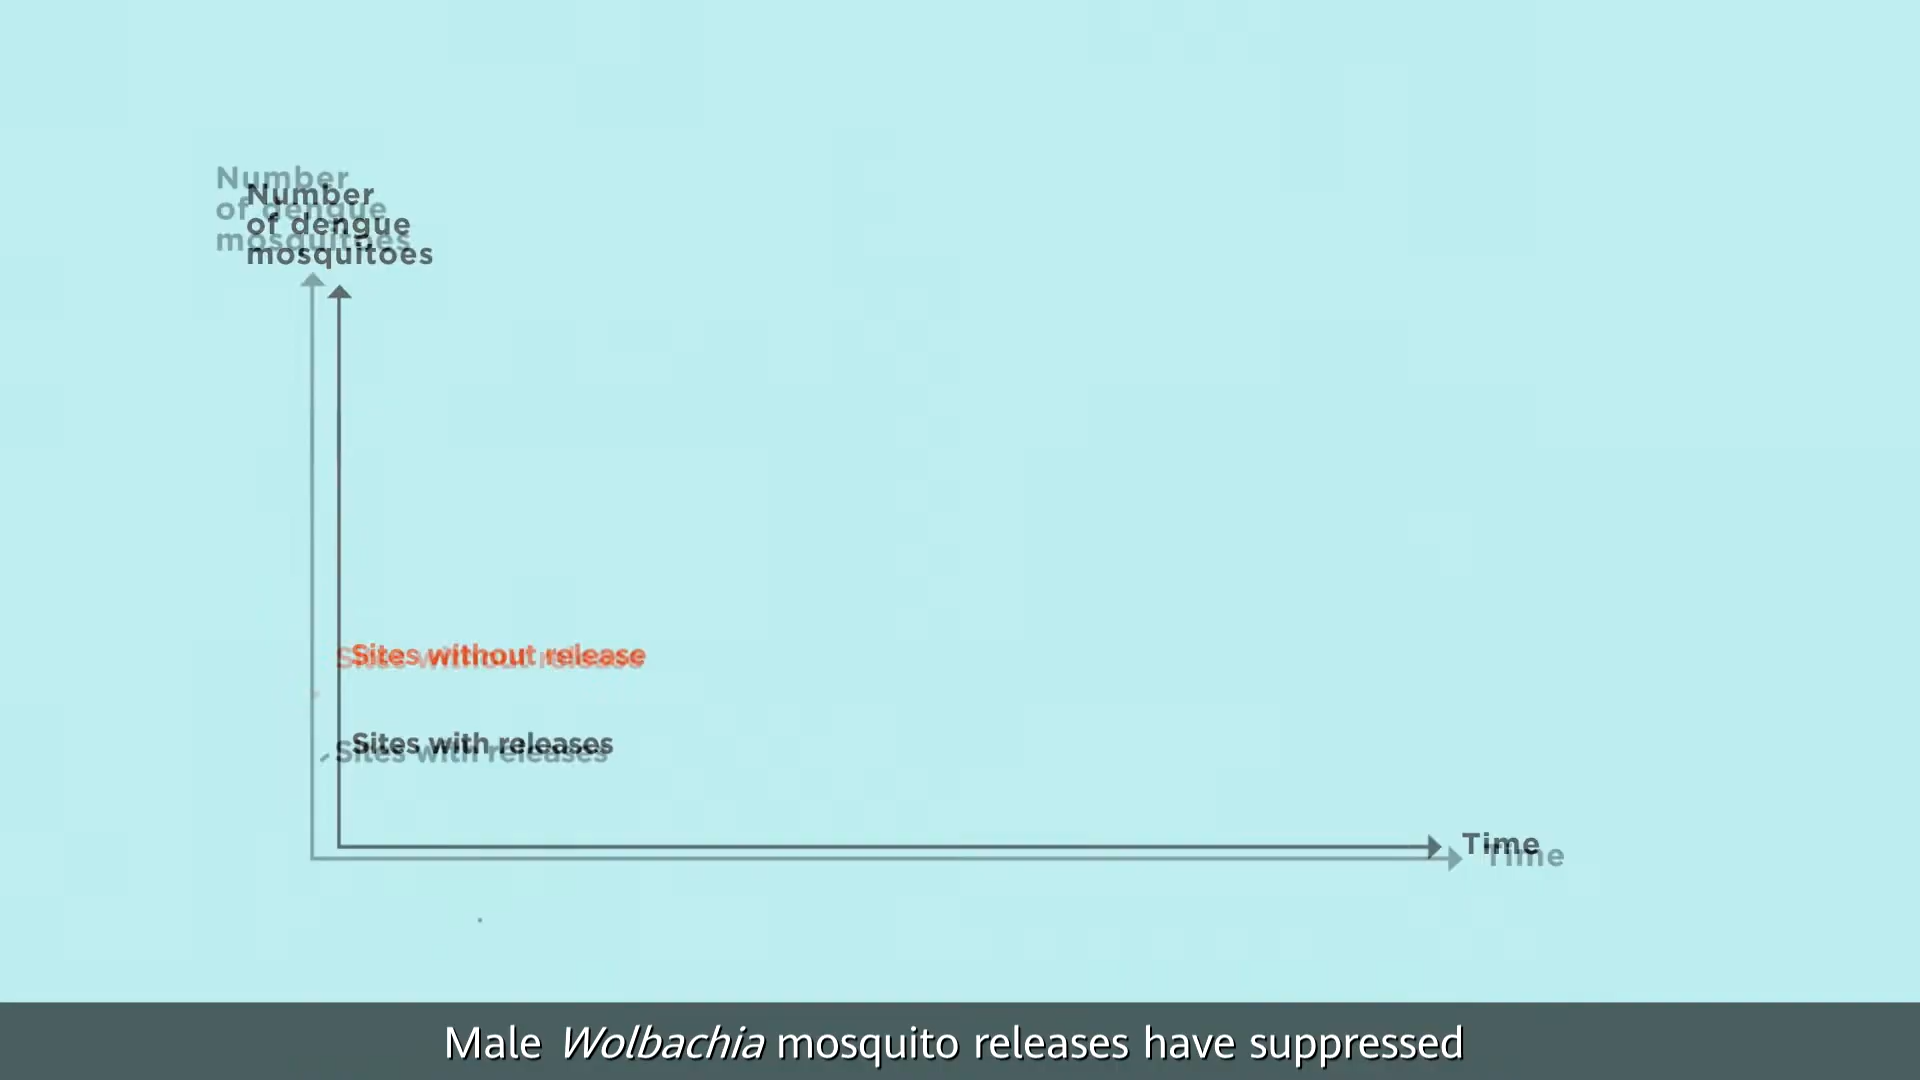 Number
of dengue
mosquitoes
Sites without release
Sites with releases
Time
Male Wolbachia mosquito releases have suppressed